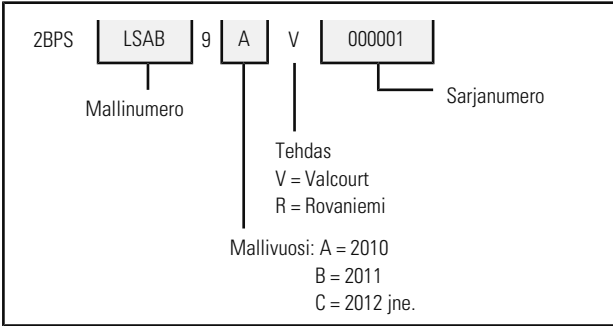 2BPS LSAB 9 A V 000001
Mallinumero
Sarjanumero
Tehdas
V = Valcourt
R = Rovaniemi
Mallivuosi: A = 2010
B = 2011
C = 2012 jne.